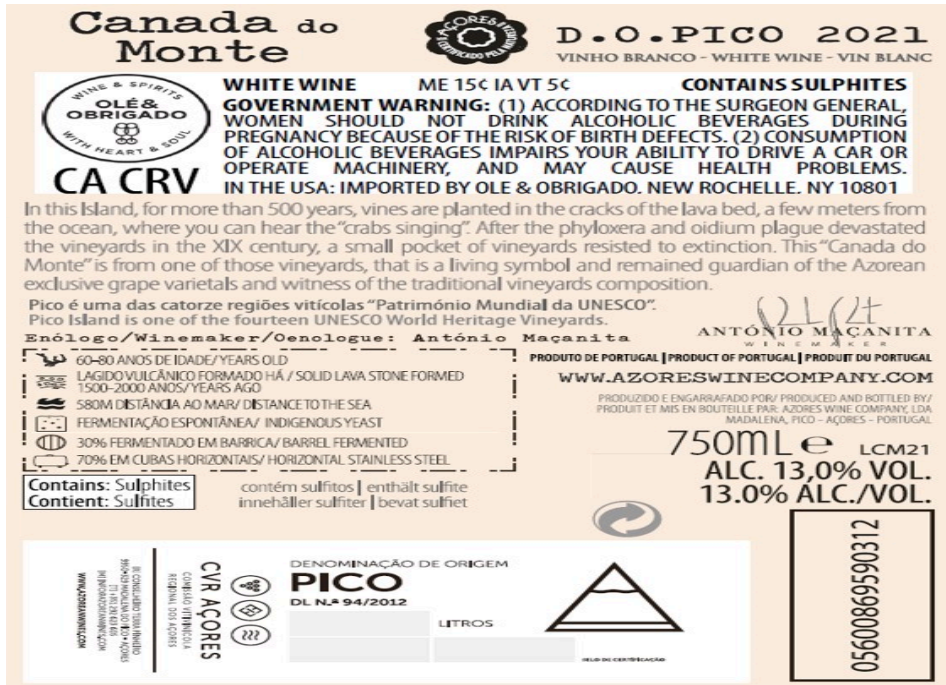 Canada do
Monte
AÇORES
CERTIFICADO PELA NATUREZA
D.O.PICO 2021
VINHO BRANCO - WHITE WINE - VIN BLANC
WINE & SPIRITS
OLÉ &
OBRIGADO
WITH HEART & SOUL
CA CRV
WHITE WINE ME 15¢ IA VT 5¢ CONTAINS SULPHITES
GOVERNMENT WARNING: (1) ACCORDING TO THE SURGEON GENERAL,
WOMEN SHOULD NOT DRINK ALCOHOLIC BEVERAGES DURING
PREGNANCY BECAUSE OF THE RISK OF BIRTH DEFECTS. (2) CONSUMPTION
OF ALCOHOLIC BEVERAGES IMPAIRS YOUR ABILITY TO DRIVE A CAR OR
OPERATE MACHINERY, AND MAY CAUSE HEALTH PROBLEMS.
IN THE USA: IMPORTED BY OLE & OBRIGADO. NEW ROCHELLE. NY 10801
In this Island, for more than 500 years, vines are planted in the cracks of the lava bed, a few meters from
the ocean, where you can hear the "crabs singing". After the phyloxera and oidium plague devastated
the vineyards in the XIX century, a small pocket of vineyards resisted to extinction. This "Canada do
Monte" is from one of those vineyards, that is a living symbol and remained guardian of the Azorean
exclusive grape varietals and witness of the traditional vineyards composition.
Pico é uma das catorze regiões vitícolas "Património Mundial da UNESCO".
Pico Island is one of the fourteen UNESCO World Heritage Vineyards.
Enólogo/Winemaker/Oenologue: António Maçanita
ANTÓNIO MAÇANITA
WINEMAKER
60-80 ANOS DE IDADE/YEARS OLD
LAGIDO VULCÂNICO FORMADO HÁ / SOLID LAVA STONE FORMED
1500-2000 ANOS/YEARS AGO
580M DISTÂNCIA AO MAR/ DISTANCE TO THE SEA
FERMENTAÇÃO ESPONTÂNEA/ INDIGENOUS YEAST
30% FERMENTADO EM BARRICA/ BARREL FERMENTED
70% EM CUBAS HORIZONTAIS/ HORIZONTAL STAINLESS STEEL
PRODUTO DE PORTUGAL | PRODUCT OF PORTUGAL | PRODUIT DU PORTUGAL
WWW.AZORESWINECOMPANY.COM
PRODUZIDO E ENGARRAFADO POR/ PRODUCED AND BOTTLED BY/
PRODUIT ET MIS EN BOUTEILLE PAR: AZORES WINE COMPANY, LDA
MADALENA, PICO - AÇORES - PORTUGAL
750mL e LCM21
ALC. 13,0% VOL.
13.0% ALC./VOL.
Contains: Sulphites
Contient: Sulfites
contém sulfitos | enthält sulfite
innehåller sulfiter | bevat sulfiet
CVR AÇORES
COMISSÃO VITIVINÍCOLA
REGIONAL DOS AÇORES
DENOMINAÇÃO DE ORIGEM
PICO
DL N.º 94/2012
LITROS
SELO DE CERTIFICAÇÃO
05600869590312